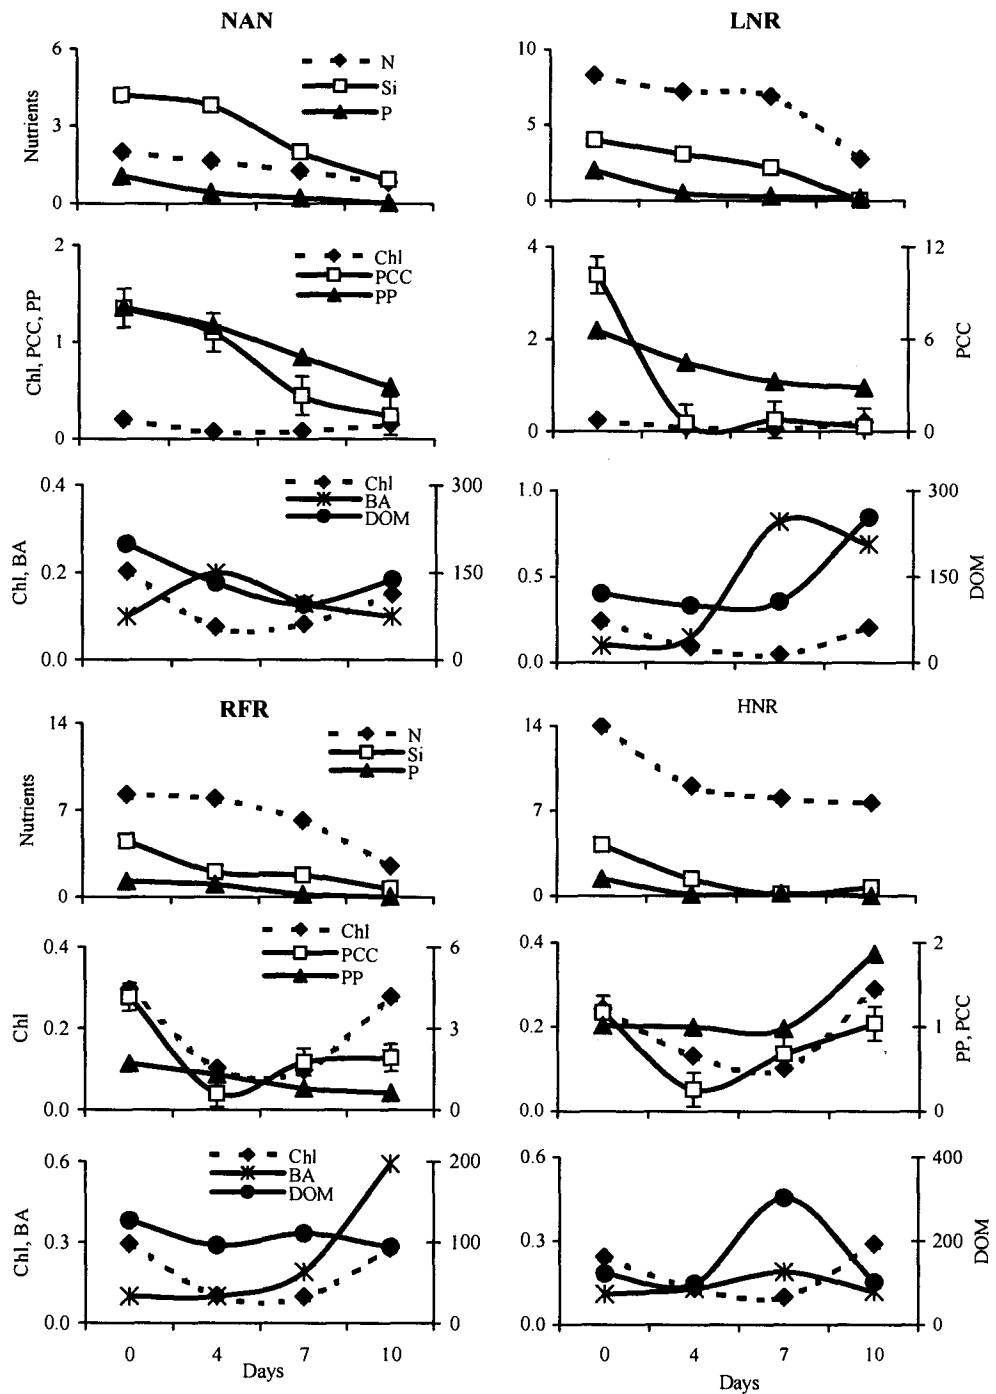 NAN LNR
6 N 10
Si
P
Nutrients 3 5
0 0
2 Chl 4 12
PCC
PP
Chl, PCC, PP 1 2 6 PCC
0 0 0
0.4 Chl 300 1.0 300
BA
DOM
Chl, BA 0.2 150 0.5 150 DOM
0.0 0 0.0 0
RFR HNR
14 N 14
Si
P
Nutrients 7 7
0 0
Chl
0.4 PCC 6 0.4 2
PP
Chl 0.2 3 0.2 1 PP, PCC
0.0 0 0.0 0
0.6 Chl 200 0.6 400
BA
DOM
Chl, BA 0.3 100 0.3 200 DOM
0.0 0 0.0 0
0 4 7 10 0 4 7 10
Days Days